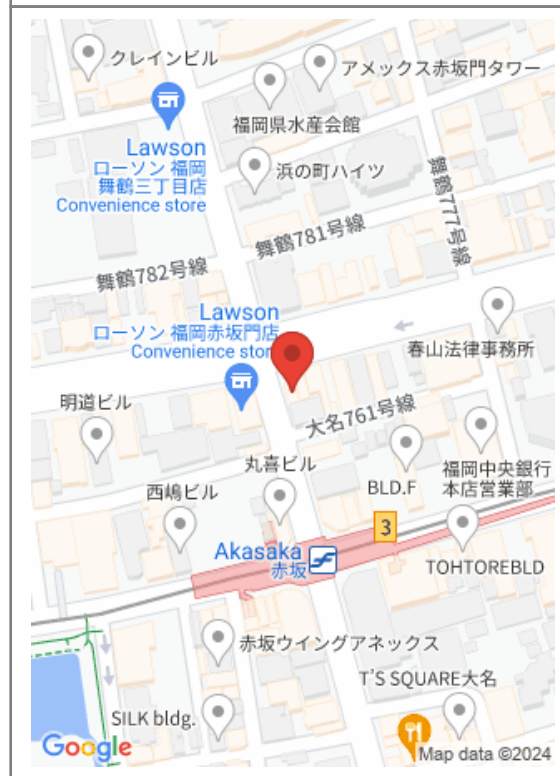 クレインビル
アメックス赤坂門タワー
福岡県水産会館
Lawson
ローソン 福岡
舞鶴三丁目店
Convenience store
浜の町ハイツ
舞鶴777号線
舞鶴781号線
舞鶴782号線
Lawson
ローソン 福岡赤坂門店
Convenience store
春山法律事務所
明道ビル
大名761号線
丸喜ビル
西嶋ビル
BLD.F
福岡中央銀行
本店営業部
3
Akasaka
赤坂
TOHTOREBLD
赤坂ウイングアネックス
T'S SQUARE大名
SILK bldg.
Google
Map data ©2024